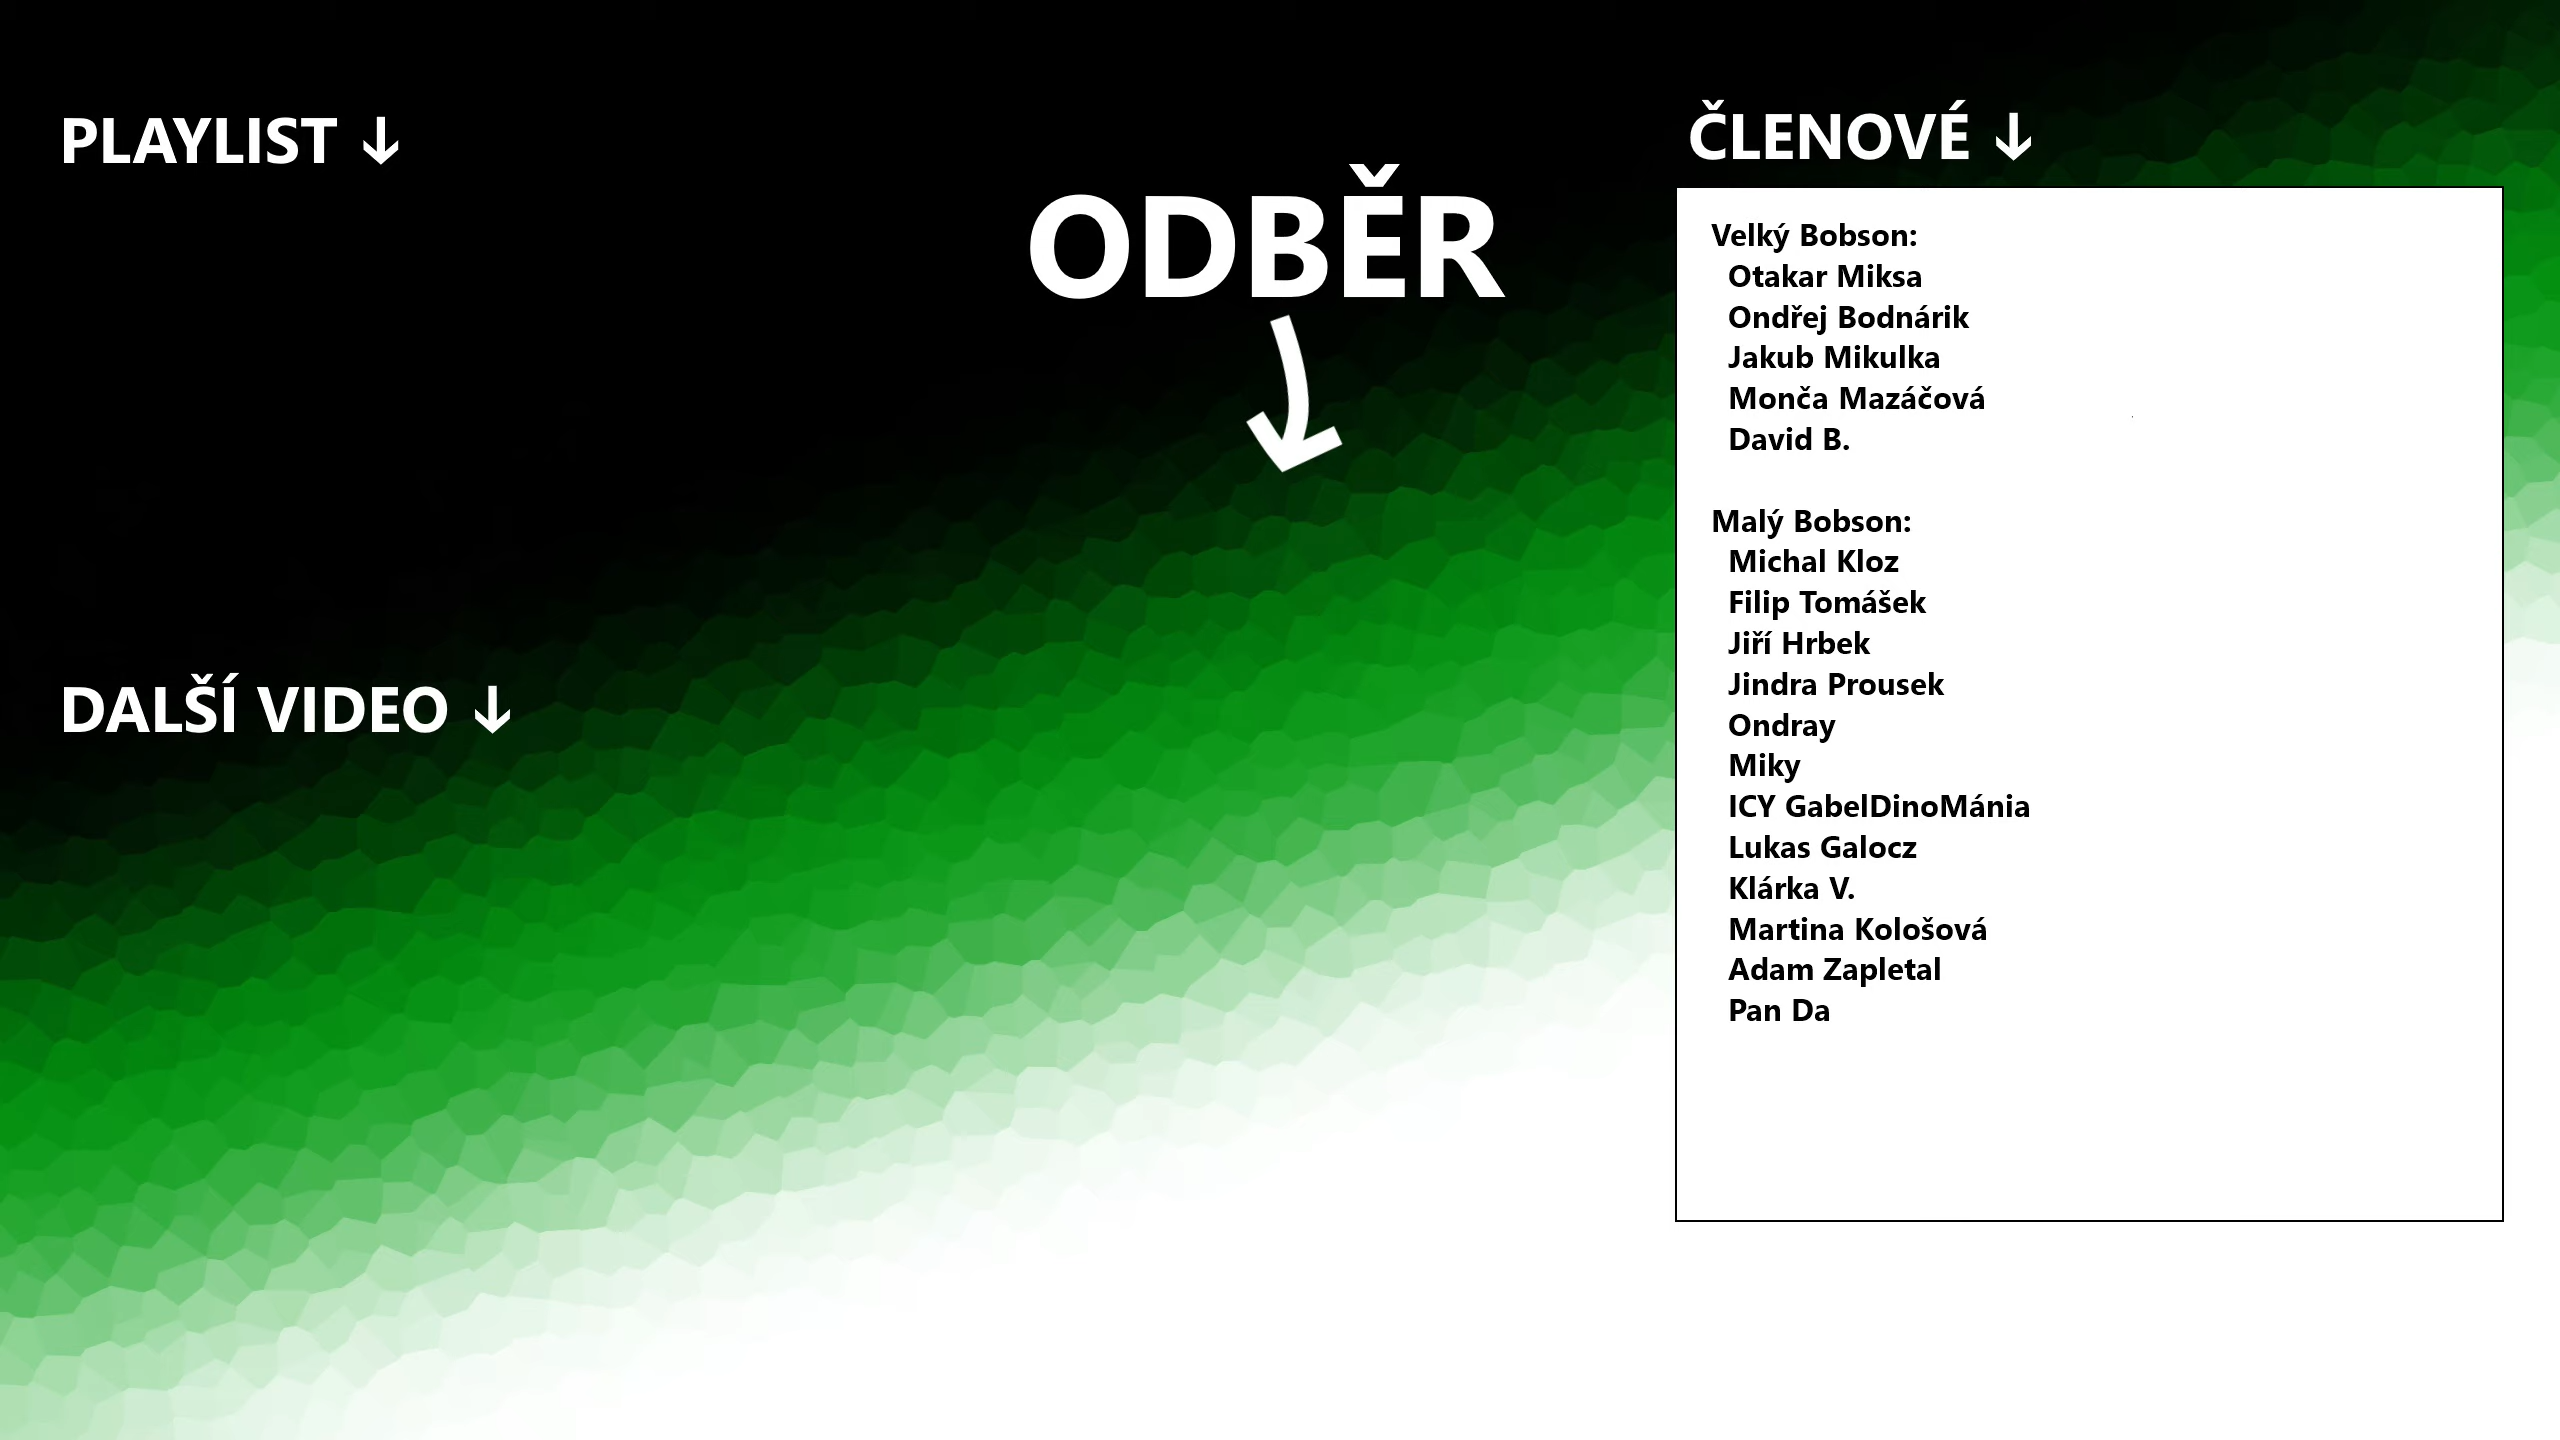 PLAYLIST ↓
DALŠÍ VIDEO ↓
ODBĚR
ČLENOVÉ ↓
Velký Bobson:
Otakar Miksa
Ondřej Bodnárik
Jakub Mikulka
Monča Mazáčová
David B.
Malý Bobson:
Michal Kloz
Filip Tomášek
Jiří Hrbek
Jindra Prousek
Ondray
Miky
ICY GabelDinoMánia
Lukas Galocz
Klárka V.
Martina Kološová
Adam Zapletal
Pan Da